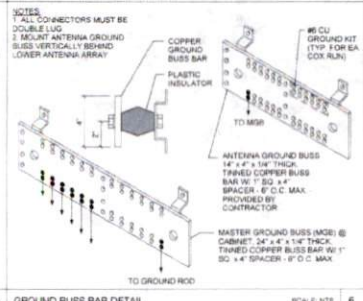 NOTES:
1. ALL CONNECTORS MUST BE
DOUBLE LUG
2. MOUNT ANTENNA GROUND
BUSS VERTICALLY BEHIND
LOWER ANTENNA ARRAY
COPPER
GROUND
BUSS BAR
PLASTIC
INSULATOR
4"
2"
#6 CU
GROUND KIT
(TYP. FOR EA
COX RUN)
TO MGB
ANTENNA GROUND BUSS
14" x 4" x 1/4" THICK
TINNED COPPER BUSS
BAR W/ 1" SQ. x 4"
SPACER - 6" O.C. MAX
PROVIDED BY
CONTRACTOR
MASTER GROUND BUSS (MGB) @
CABINET. 24" x 4" x 1/4" THICK
TINNED COPPER BUSS BAR W/ 1"
SQ. x 4" SPACER - 8" O.C. MAX
TO GROUND ROD
GROUND BUSS BAR DETAIL
SCALE: NTS